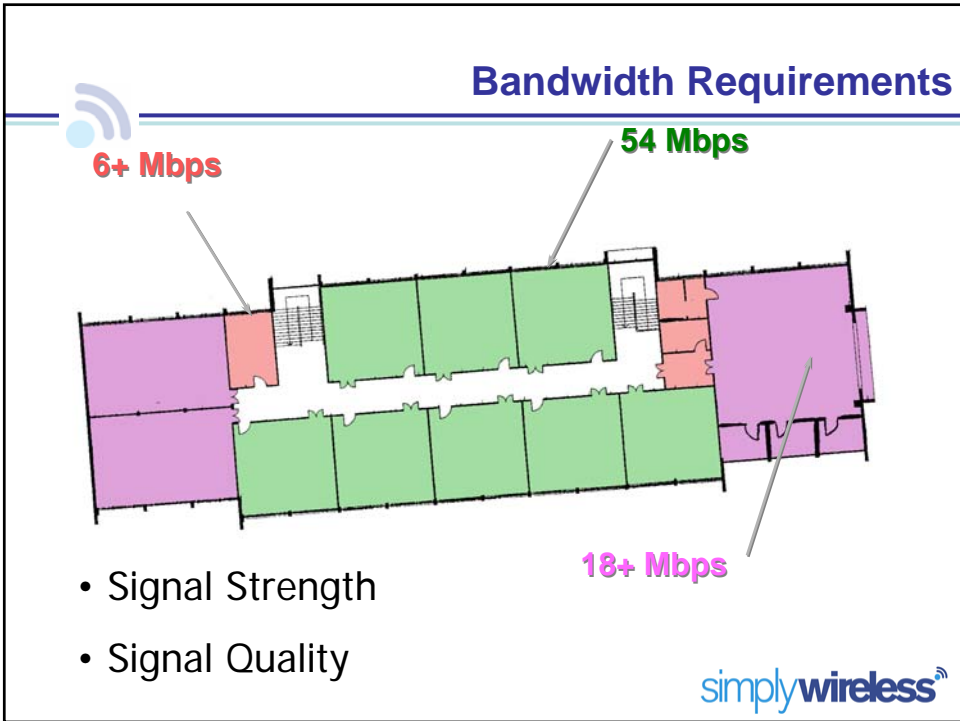 Bandwidth Requirements
6+ Mbps
54 Mbps
18+ Mbps
• Signal Strength
• Signal Quality
simplywireless